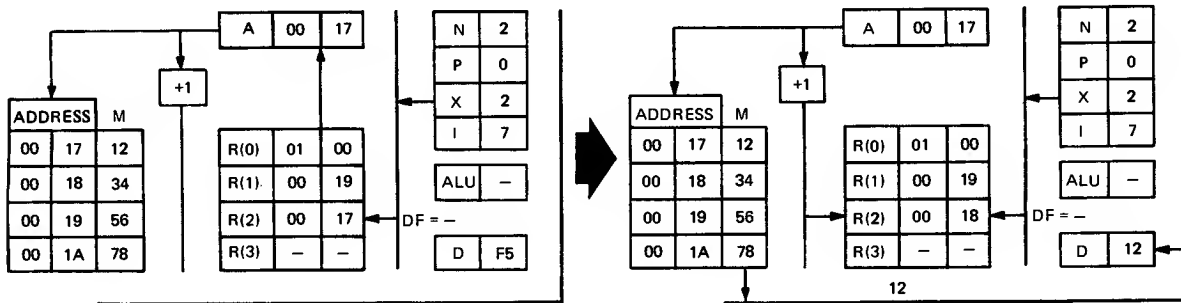 A 00 17
+1
ADDRESS M
00 17 12
00 18 34
00 19 56
00 1A 78
R(0) 01 00
R(1) 00 19
R(2) 00 17
R(3) – –
N 2
P 0
X 2
I 7
ALU –
DF = –
D F5
A 00 17
+1
ADDRESS M
00 17 12
00 18 34
00 19 56
00 1A 78
R(0) 01 00
R(1) 00 19
R(2) 00 18
R(3) – –
N 2
P 0
X 2
I 7
ALU –
DF = –
D 12
12